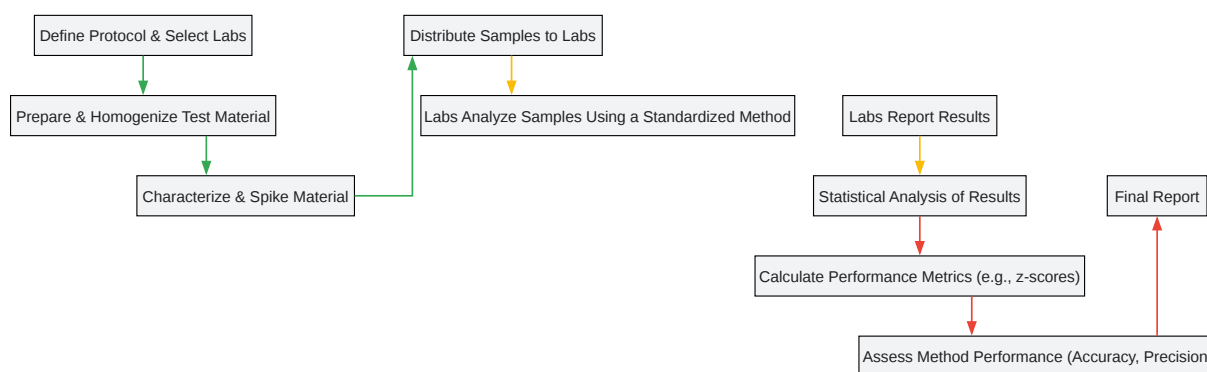 Define Protocol & Select Labs
Prepare & Homogenize Test Material
Characterize & Spike Material
Distribute Samples to Labs
Labs Analyze Samples Using a Standardized Method
Labs Report Results
Statistical Analysis of Results
Calculate Performance Metrics (e.g., z-scores)
Assess Method Performance (Accuracy, Precision
Final Report